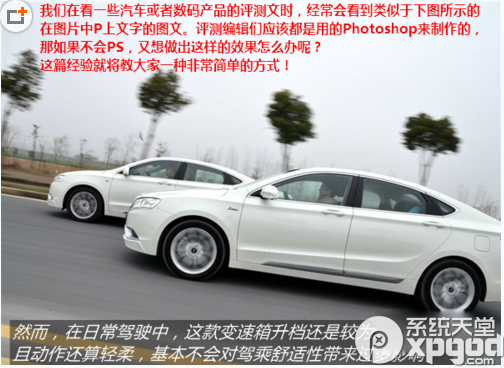 我们在看一些汽车或者数码产品的评测文时，经常会看到类似于下图所示的
在图片中P上文字的图文。评测编辑们应该都是用的Photoshop来制作的，
那如果不会PS，又想做出这样的效果怎么办呢？
这篇经验就将教大家一种非常简单的方式！
然而，在日常驾驶中，这款变速箱升档还是较为
且动作还算轻柔，基本不会对驾乘舒适性带来
系统天堂
xpgod
.com